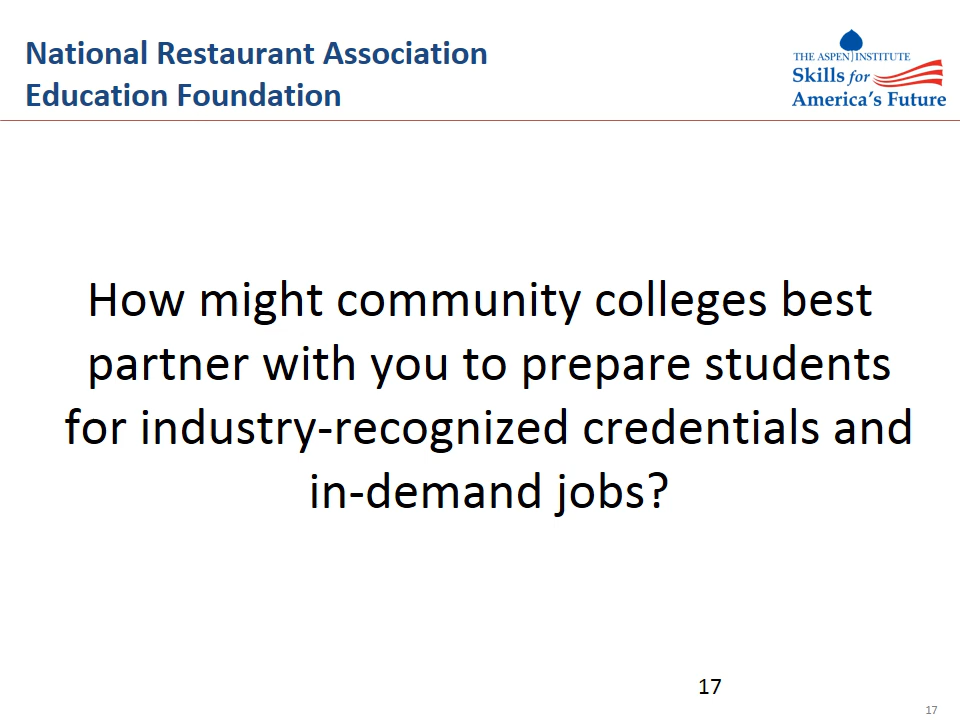 National Restaurant Association
Education Foundation
THE ASPEN INSTITUTE
Skills for
America's Future
How might community colleges best
partner with you to prepare students
for industry-recognized credentials and
in-demand jobs?
17
17